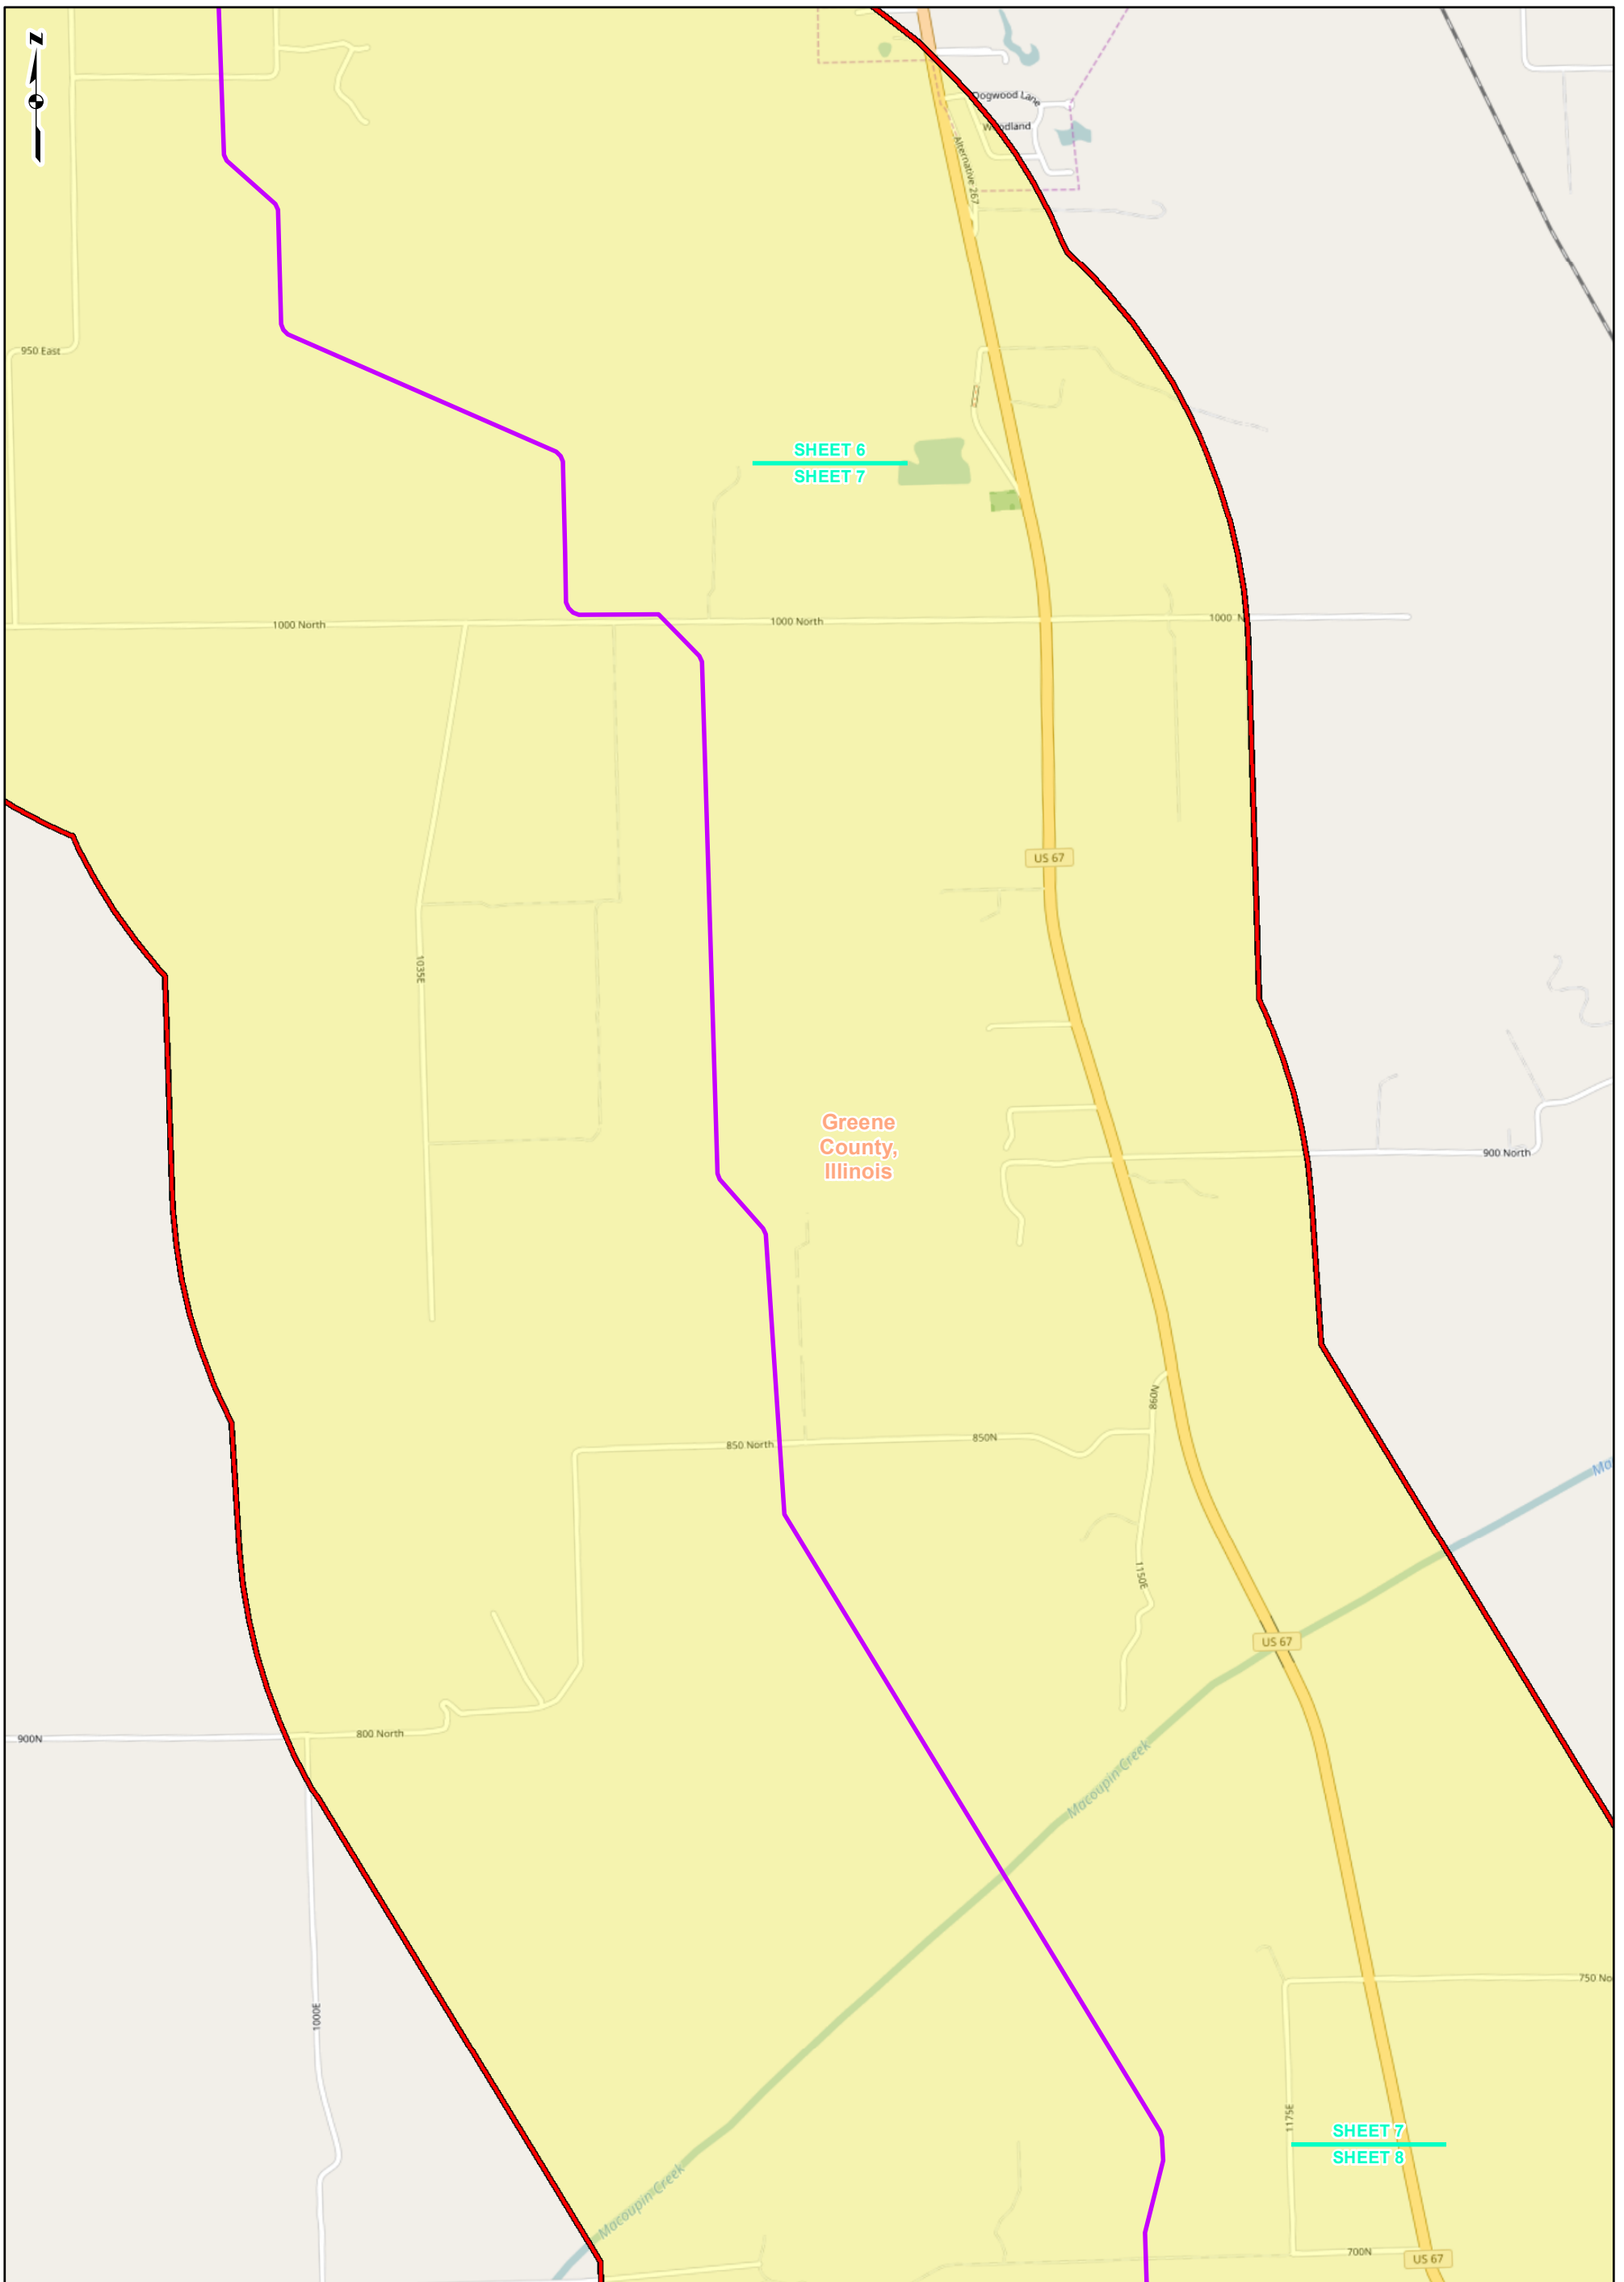 N
Dogwood Lane
Woodland
Alternative 267
950 East
SHEET 6
SHEET 7
1000 North
1000 North
1000 N
US 67
1035E
Greene
County,
Illinois
900 North
860N
850 North
850N
Ma
1150E
US 67
900N
800 North
Macoupin Creek
750 No
1000E
1175E
SHEET 7
SHEET 8
Macoupin Creek
700N
US 67